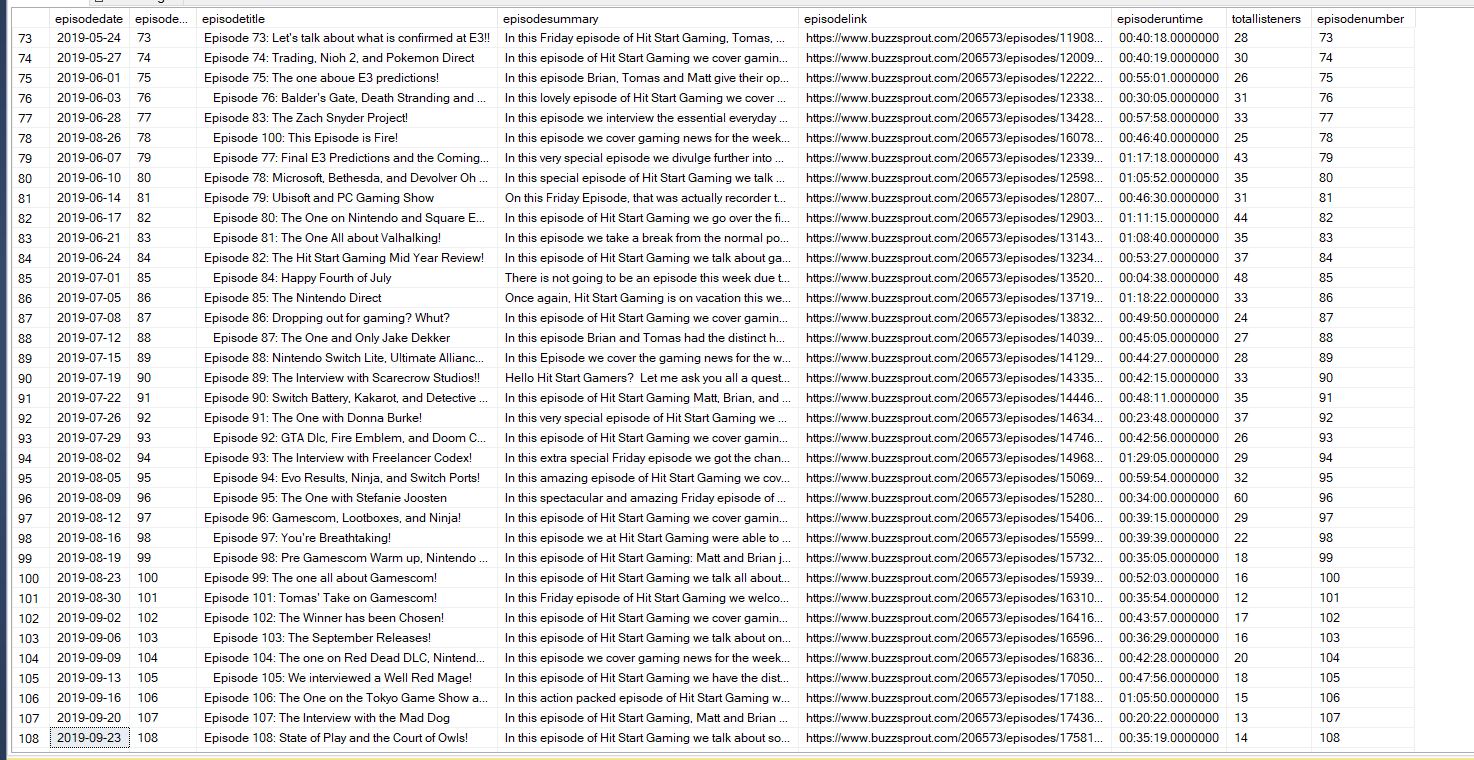 episodedate episode... episodetitle episodesummary episodelink episoderuntime totallisteners episodenumber
73 2019-05-24 73 Episode 73: Let's talk about what is confirmed at E3!! In this Friday episode of Hit Start Gaming, Tomas, ... https://www.buzzsprout.com/206573/episodes/11908... 00:40:18.0000000 28 73
74 2019-05-27 74 Episode 74: Trading, Nioh 2, and Pokemon Direct In this episode of Hit Start Gaming we cover gamin... https://www.buzzsprout.com/206573/episodes/12009... 00:40:19.0000000 30 74
75 2019-06-01 75 Episode 75: The one aboue E3 predictions! In this episode Brian, Tomas and Matt give their op... https://www.buzzsprout.com/206573/episodes/12222... 00:55:01.0000000 26 75
76 2019-06-03 76 Episode 76: Balder's Gate, Death Stranding and ... In this lovely episode of Hit Start Gaming we cover ... https://www.buzzsprout.com/206573/episodes/12338... 00:30:05.0000000 31 76
77 2019-06-28 77 Episode 83: The Zach Snyder Project! In this episode we interview the essential everyday ... https://www.buzzsprout.com/206573/episodes/13428... 00:57:58.0000000 33 77
78 2019-08-26 78 Episode 100: This Episode is Fire! In this episode we cover gaming news for the week... https://www.buzzsprout.com/206573/episodes/16078... 00:46:40.0000000 25 78
79 2019-06-07 79 Episode 77: Final E3 Predictions and the Coming... In this very special episode we divulge further into ... https://www.buzzsprout.com/206573/episodes/12339... 01:17:18.0000000 43 79
80 2019-06-10 80 Episode 78: Microsoft, Bethesda, and Devolver Oh ... In this special episode of Hit Start Gaming we talk ... https://www.buzzsprout.com/206573/episodes/12598... 01:05:52.0000000 35 80
81 2019-06-14 81 Episode 79: Ubisoft and PC Gaming Show On this Friday Episode, that was actually recorder t... https://www.buzzsprout.com/206573/episodes/12807... 00:46:30.0000000 31 81
82 2019-06-17 82 Episode 80: The One on Nintendo and Square E... In this episode of Hit Start Gaming we go over the fi... https://www.buzzsprout.com/206573/episodes/12903... 01:11:15.0000000 44 82
83 2019-06-21 83 Episode 81: The One All about Valhalking! In this episode we take a break from the normal po... https://www.buzzsprout.com/206573/episodes/13143... 01:08:40.0000000 35 83
84 2019-06-24 84 Episode 82: The Hit Start Gaming Mid Year Review! In this episode of Hit Start Gaming we talk about ga... https://www.buzzsprout.com/206573/episodes/13234... 00:53:27.0000000 37 84
85 2019-07-01 85 Episode 84: Happy Fourth of July There is not going to be an episode this week due t... https://www.buzzsprout.com/206573/episodes/13520... 00:04:38.0000000 48 85
86 2019-07-05 86 Episode 85: The Nintendo Direct Once again, Hit Start Gaming is on vacation this we... https://www.buzzsprout.com/206573/episodes/13719... 01:18:22.0000000 33 86
87 2019-07-08 87 Episode 86: Dropping out for gaming? Whut? In this episode of Hit Start Gaming we cover gamin... https://www.buzzsprout.com/206573/episodes/13832... 00:49:50.0000000 24 87
88 2019-07-12 88 Episode 87: The One and Only Jake Dekker In this episode Brian and Tomas had the distinct h... https://www.buzzsprout.com/206573/episodes/14039... 00:45:05.0000000 27 88
89 2019-07-15 89 Episode 88: Nintendo Switch Lite, Ultimate Allianc... In this Episode we cover the gaming news for the w... https://www.buzzsprout.com/206573/episodes/14129... 00:44:27.0000000 28 89
90 2019-07-19 90 Episode 89: The Interview with Scarecrow Studios!! Hello Hit Start Gamers? Let me ask you all a quest... https://www.buzzsprout.com/206573/episodes/14335... 00:42:15.0000000 33 90
91 2019-07-22 91 Episode 90: Switch Battery, Kakarot, and Detective ... In this episode of Hit Start Gaming Matt, Brian, and ... https://www.buzzsprout.com/206573/episodes/14446... 00:48:11.0000000 35 91
92 2019-07-26 92 Episode 91: The One with Donna Burke! In this very special episode of Hit Start Gaming we ... https://www.buzzsprout.com/206573/episodes/14634... 00:23:48.0000000 37 92
93 2019-07-29 93 Episode 92: GTA Dlc, Fire Emblem, and Doom C... In this episode of Hit Start Gaming we cover gamin... https://www.buzzsprout.com/206573/episodes/14746... 00:42:56.0000000 26 93
94 2019-08-02 94 Episode 93: The Interview with Freelancer Codex! In this extra special Friday episode we got the chan... https://www.buzzsprout.com/206573/episodes/14968... 01:29:05.0000000 29 94
95 2019-08-05 95 Episode 94: Evo Results, Ninja, and Switch Ports! In this amazing episode of Hit Start Gaming we cov... https://www.buzzsprout.com/206573/episodes/15069... 00:59:54.0000000 32 95
96 2019-08-09 96 Episode 95: The One with Stefanie Joosten In this spectacular and amazing Friday episode of ... https://www.buzzsprout.com/206573/episodes/15280... 00:34:00.0000000 60 96
97 2019-08-12 97 Episode 96: Gamescom, Lootboxes, and Ninja! In this episode of Hit Start Gaming we cover gamin... https://www.buzzsprout.com/206573/episodes/15406... 00:39:15.0000000 29 97
98 2019-08-16 98 Episode 97: You're Breathtaking! In this episode we at Hit Start Gaming were able to ... https://www.buzzsprout.com/206573/episodes/15599... 00:39:39.0000000 22 98
99 2019-08-19 99 Episode 98: Pre Gamescom Warm up, Nintendo ... In this episode of Hit Start Gaming: Matt and Brian j... https://www.buzzsprout.com/206573/episodes/15732... 00:35:05.0000000 18 99
100 2019-08-23 100 Episode 99: The one all about Gamescom! In this episode of Hit Start Gaming we talk all about... https://www.buzzsprout.com/206573/episodes/15939... 00:52:03.0000000 16 100
101 2019-08-30 101 Episode 101: Tomas' Take on Gamescom! In this Friday episode of Hit Start Gaming we welco... https://www.buzzsprout.com/206573/episodes/16310... 00:35:54.0000000 12 101
102 2019-09-02 102 Episode 102: The Winner has been Chosen! In this episode of Hit Start Gaming we cover gamin... https://www.buzzsprout.com/206573/episodes/16416... 00:43:57.0000000 17 102
103 2019-09-06 103 Episode 103: The September Releases! In this episode of Hit Start Gaming we talk about on... https://www.buzzsprout.com/206573/episodes/16596... 00:36:29.0000000 16 103
104 2019-09-09 104 Episode 104: The one on Red Dead DLC, Nintend... In this episode we cover gaming news for the week... https://www.buzzsprout.com/206573/episodes/16836... 00:42:28.0000000 20 104
105 2019-09-13 105 Episode 105: We interviewed a Well Red Mage! In this episode of Hit Start Gaming we have the dist... https://www.buzzsprout.com/206573/episodes/17050... 00:47:56.0000000 18 105
106 2019-09-16 106 Episode 106: The One on the Tokyo Game Show a... In this action packed episode of Hit Start Gaming w... https://www.buzzsprout.com/206573/episodes/17188... 01:05:50.0000000 15 106
107 2019-09-20 107 Episode 107: The Interview with the Mad Dog In this episode of Hit Start Gaming, Matt and Brian ... https://www.buzzsprout.com/206573/episodes/17436... 00:20:22.0000000 13 107
108 2019-09-23 108 Episode 108: State of Play and the Court of Owls! In this episode of Hit Start Gaming we talk about so... https://www.buzzsprout.com/206573/episodes/17581... 00:35:19.0000000 14 108